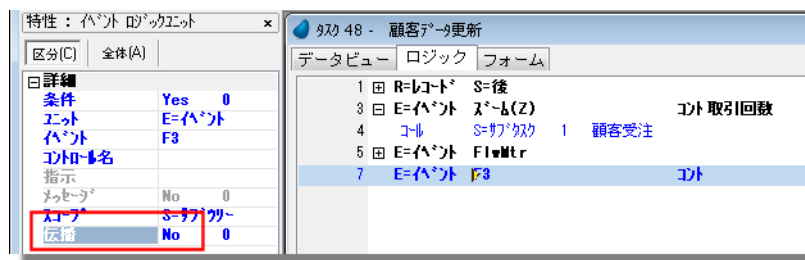 特性 : ｲﾍﾞﾝﾄ ﾛｼﾞｯｸﾕﾆｯﾄ ×
区分(C) 全体(A)
詳細
条件 Yes 0
ﾕﾆｯﾄ E=ｲﾍﾞﾝﾄ
ｲﾍﾞﾝﾄ F3
ｺﾝﾄﾛｰﾙ名
指示
ﾒｯｾｰｼﾞ No 0
ｽｺｰﾌﾟ S=ｻﾌﾞﾂﾘｰ
伝播 No 0
ﾀｽｸ 48 - 顧客ﾃﾞｰﾀ更新
データビュー ロジック フォーム
1 R=ﾚｺｰﾄﾞ S=後
3 E=ｲﾍﾞﾝﾄ ｽﾞｰﾑ(Z) ｺﾝﾄ 取引回数
4 ｺｰﾙ S=ｻﾌﾞﾀｽｸ 1 顧客受注
5 E=ｲﾍﾞﾝﾄ FlwMtr
7 E=ｲﾍﾞﾝﾄ F3 ｺﾝﾄ